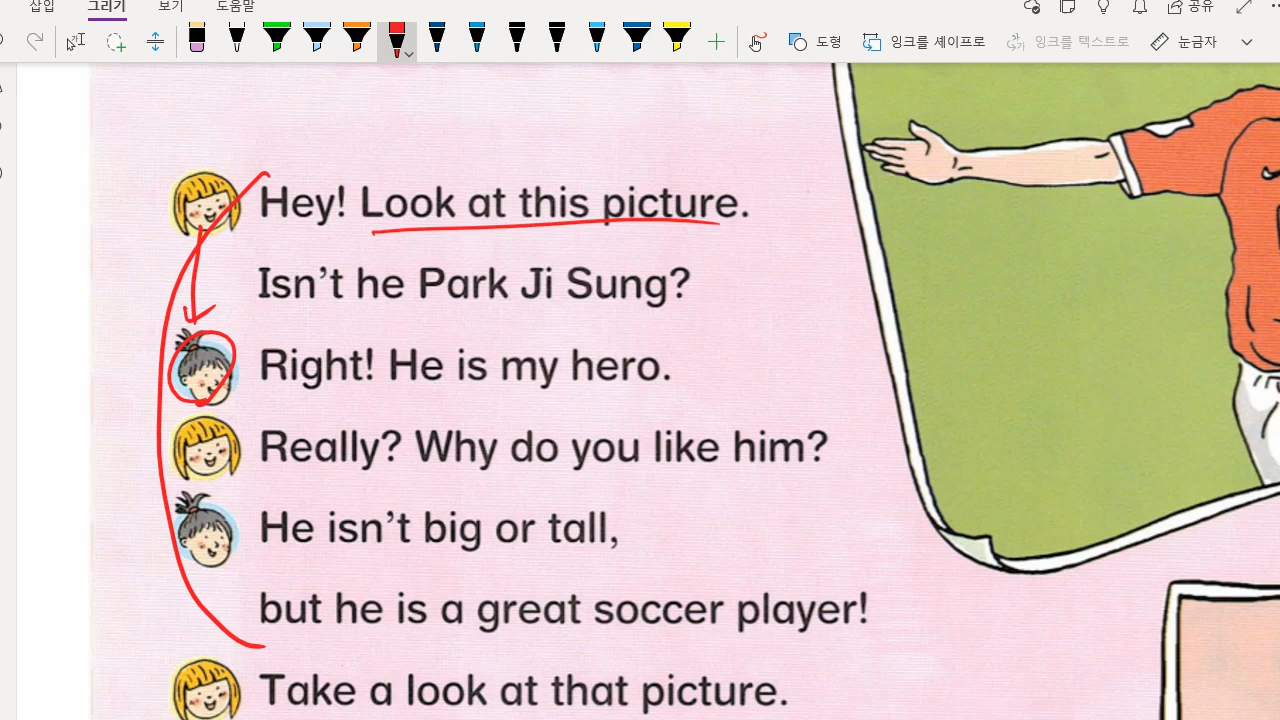 삽입 그리기 보기 도움말 공유
도형 잉크를 셰이프로 잉크를 텍스트로 눈금자
Hey! Look at this picture.
Isn't he Park Ji Sung?
Right! He is my hero.
Really? Why do you like him?
He isn't big or tall,
but he is a great soccer player!
Take a look at that picture.